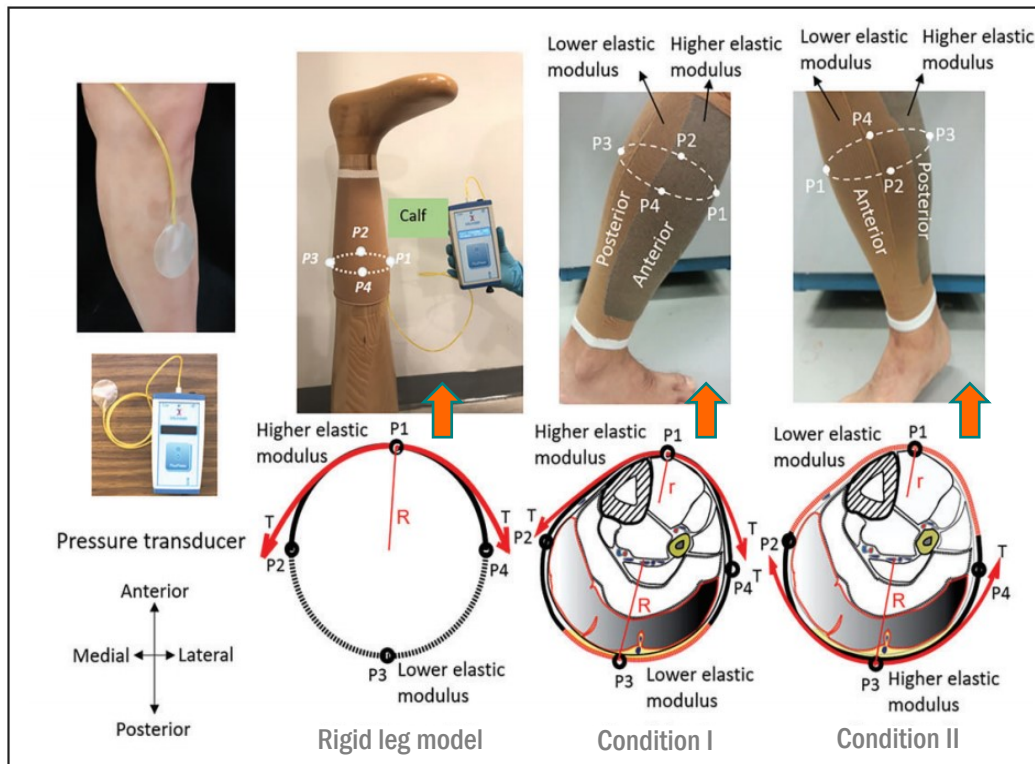 Lower elastic
modulus
Higher elastic
modulus
Lower elastic
modulus
Higher elastic
modulus
Calf
P2
P3
P1
P4
P3
P2
P4
P1
Posterior
Anterior
P4
P3
P1
P2
Anterior
Posterior
Pressure transducer
Anterior
Medial
Lateral
Posterior
Higher elastic
modulus
P1
R
T
T
P2
P4
P3
Lower elastic
modulus
Rigid leg model
Higher elastic
modulus
P1
r
T
T
P2
P4
R
P3
Lower elastic
modulus
Condition I
Lower elastic
modulus
P1
r
P2
T
T
P4
R
P3
Higher elastic
modulus
Condition II